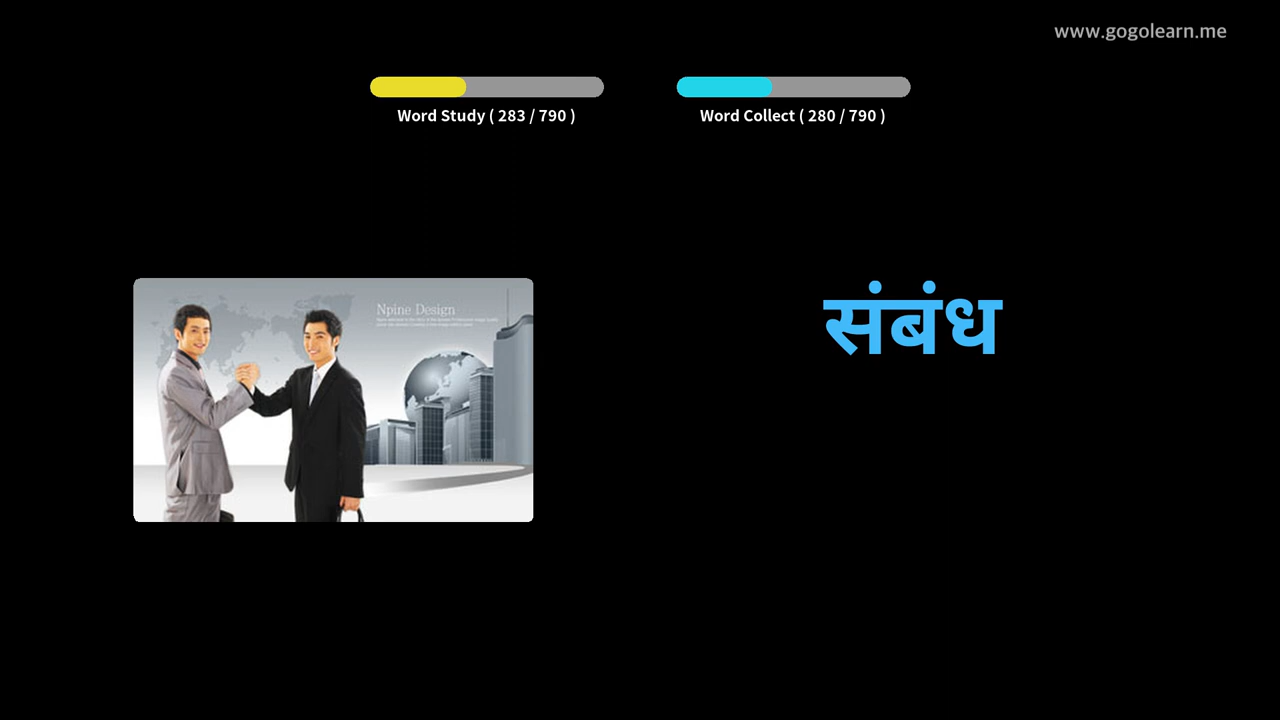 www.gogolearn.me
Word Study ( 283 / 790 )
Word Collect ( 280 / 790 )
Npine Design
संबंध